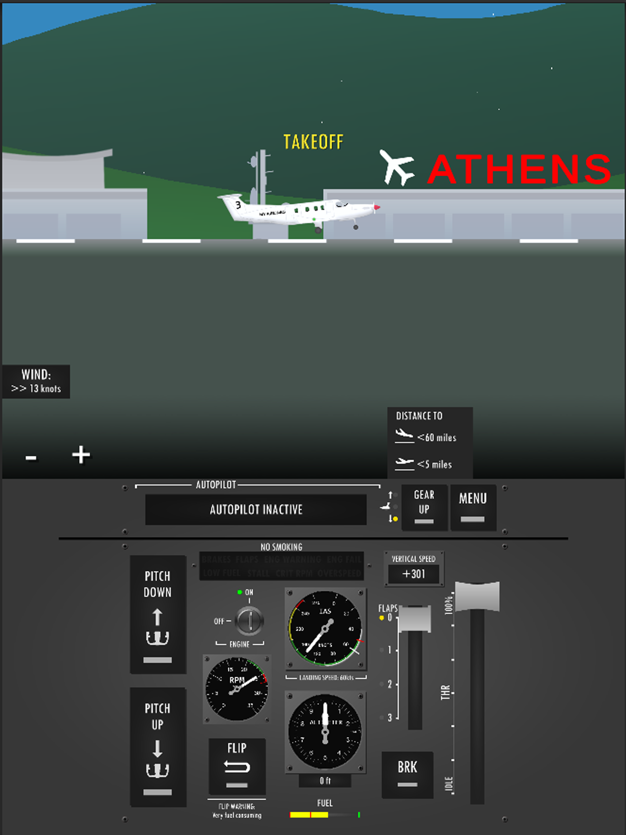 TAKEOFF
ATHENS
3
WIND:
>> 13 knots
DISTANCE TO
<60 miles
<5 miles
- +
AUTOPILOT
AUTOPILOT INACTIVE
GEAR
UP
MENU
NO SMOKING
PITCH
DOWN
ON
OFF
ENGINE
IAS
KNOTS
LANDING SPEED: 60kts
VERTICAL SPEED
+301
FLAPS
0
1
2
3
100%
THR
IDLE
PITCH
UP
RPM
ALTIMETER
0 ft
FLIP
FLIP WARNING:
Very fuel consuming
FUEL
BRK